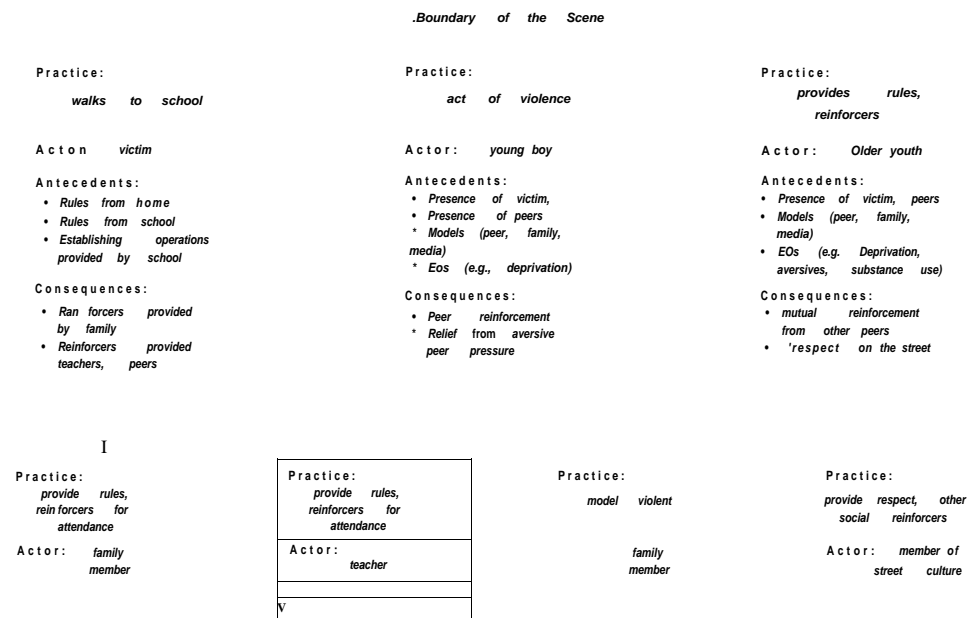 .Boundary of the Scene
Practice:
walks to school
Acton victim
Antecedents:
• Rules from home
• Rules from school
• Establishing operations
provided by school
Consequences:
• Ran forcers provided
by family
• Reinforcers provided
teachers, peers
Practice:
act of violence
Actor: young boy
Antecedents:
• Presence of victim,
• Presence of peers
* Models (peer, family,
media)
* Eos (e.g., deprivation)
Consequences:
• Peer reinforcement
* Relief from aversive
peer pressure
Practice:
provides rules,
reinforcers
Actor: Older youth
Antecedents:
• Presence of victim, peers
• Models (peer, family,
media)
• EOs (e.g. Deprivation,
aversives, substance use)
Consequences:
• mutual reinforcement
from other peers
• 'respect on the street
I
Practice:
provide rules,
rein forcers for
attendance
Actor: family
member
Practice:
provide rules,
reinforcers for
attendance
Actor:
teacher
V
Practice:
model violent
family
member
Practice:
provide respect, other
social reinforcers
Actor: member of
street culture